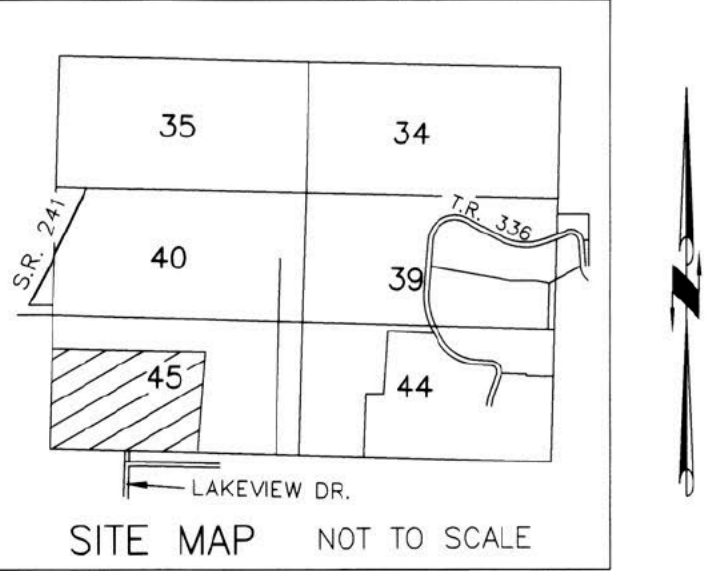 35
34
S.R. 241
T.R. 336
40
39
45
44
LAKEVIEW DR.
SITE MAP NOT TO SCALE
N